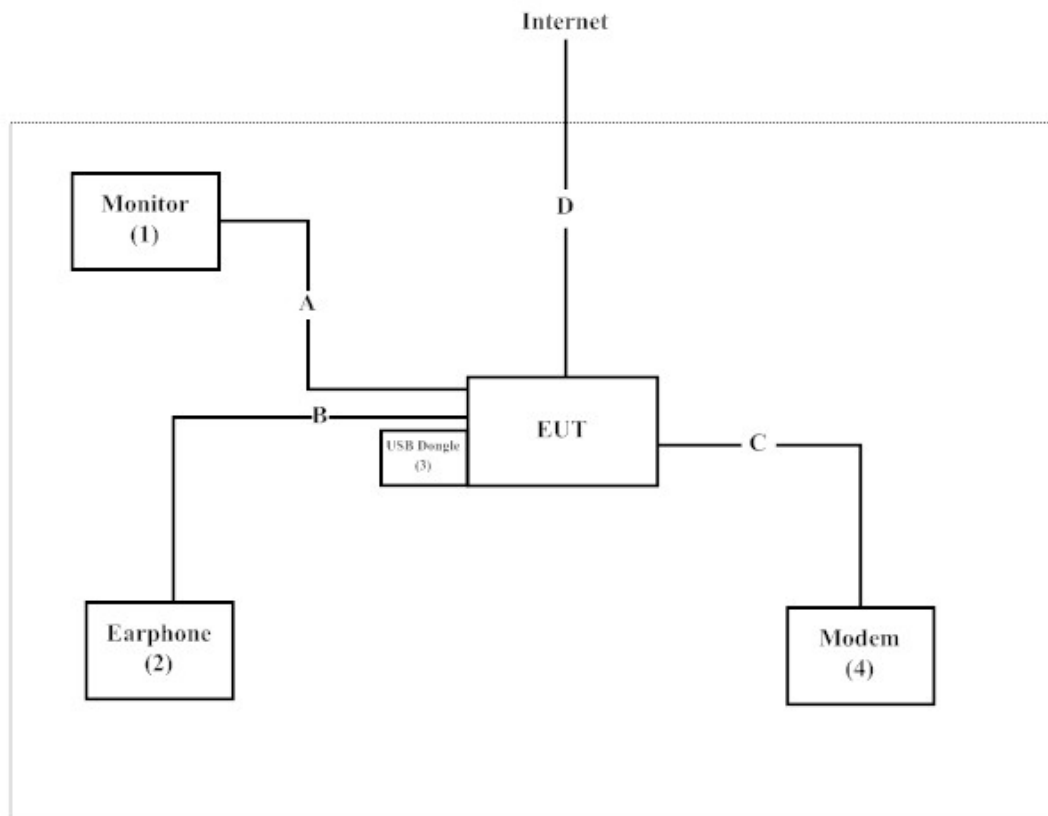 Internet
D
Monitor
(1)
A
B
EUT
USB Dongle
(3)
C
Earphone
(2)
Modem
(4)